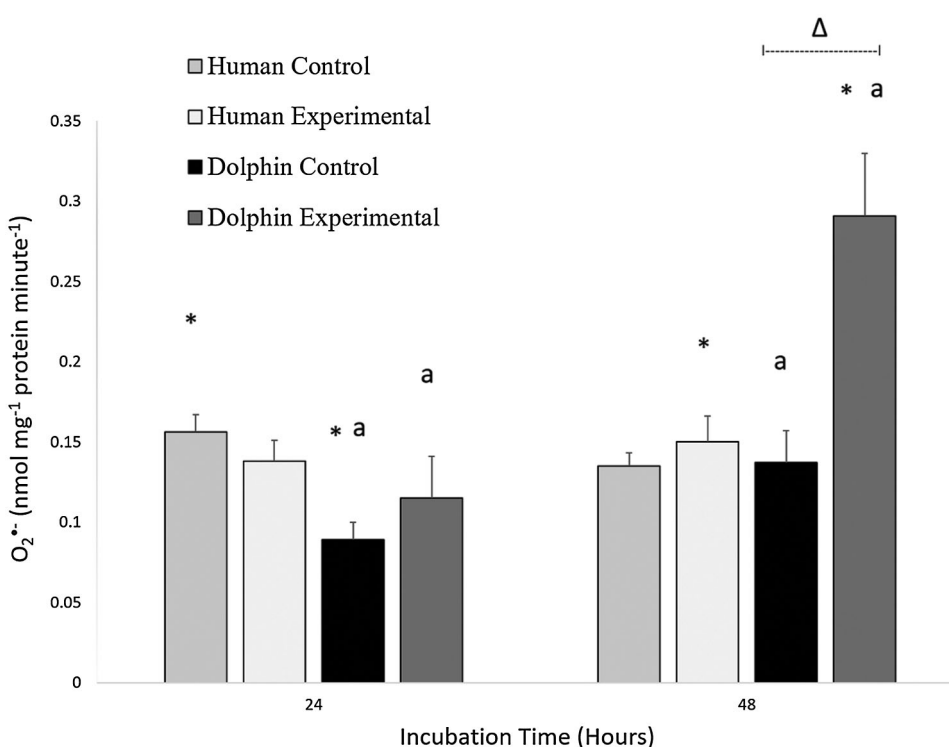 Δ
Human Control
* a
Human Experimental
0.35
Dolphin Control
0.3
Dolphin Experimental
0.25
*
0.2
*
a
a
* a
0.15
0.1
0.05
0
O₂•- (nmol mg⁻¹ protein minute⁻¹)
24
48
Incubation Time (Hours)